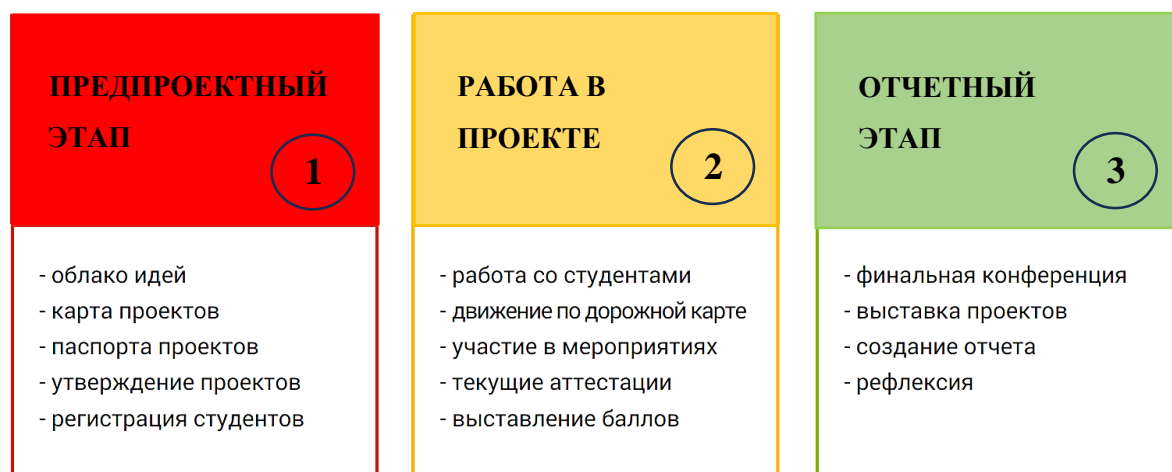 ПРЕДПРОЕКТНЫЙ
ЭТАП
1
- облако идей
- карта проектов
- паспорта проектов
- утверждение проектов
- регистрация студентов
РАБОТА В
ПРОЕКТЕ
2
- работа со студентами
- движение по дорожной карте
- участие в мероприятиях
- текущие аттестации
- выставление баллов
ОТЧЕТНЫЙ
ЭТАП
3
- финальная конференция
- выставка проектов
- создание отчета
- рефлексия